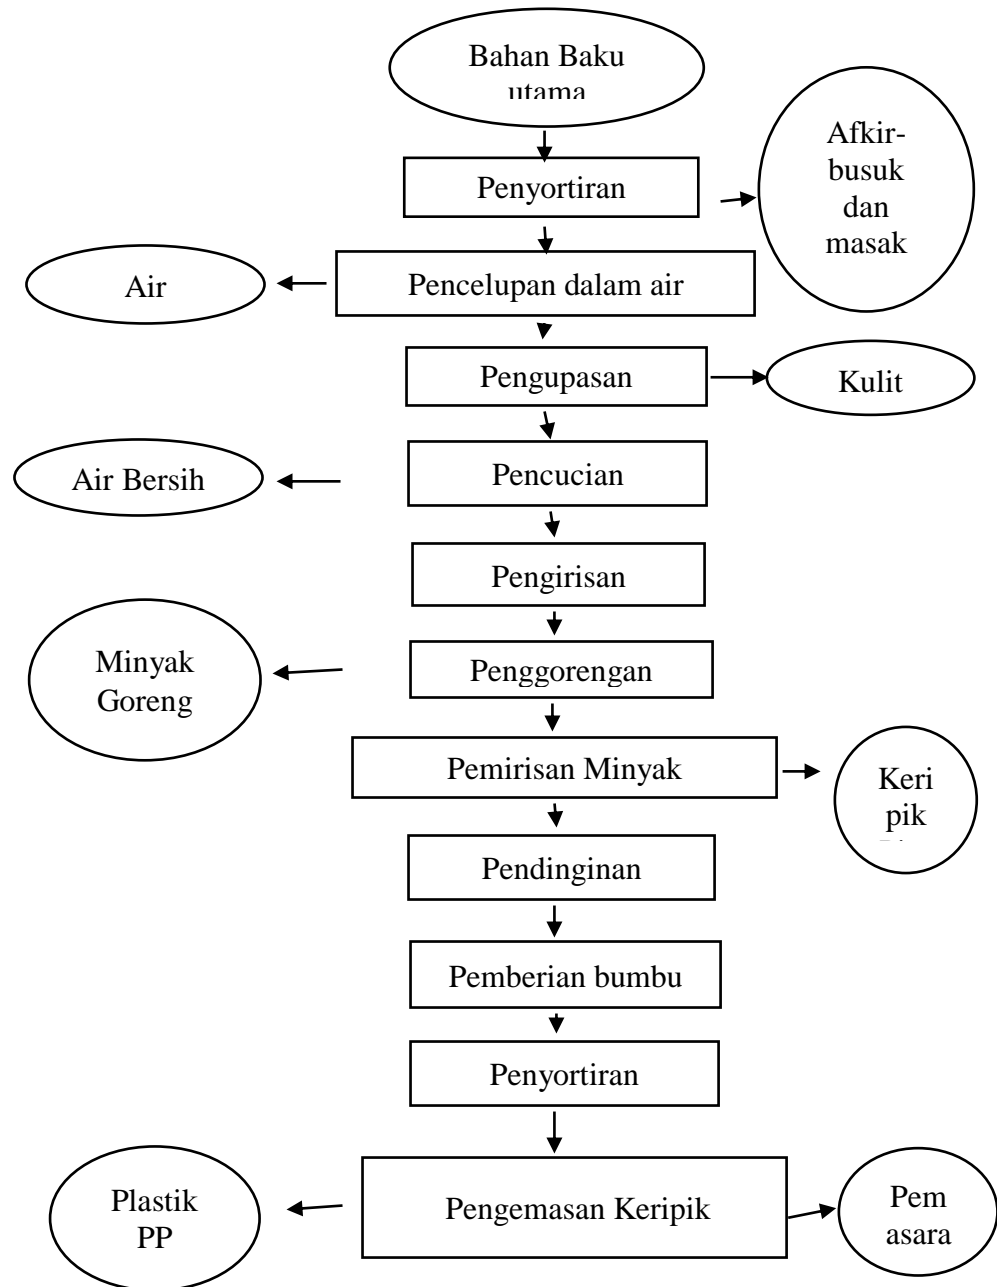 Bahan Baku
utama
Afkir-
busuk
dan
masak
Penyortiran
Air
Pencelupan dalam air
Pengupasan
Kulit
Air Bersih
Pencucian
Pengirisan
Minyak
Goreng
Penggorengan
Pemirisan Minyak
Keri
pik
Pendinginan
Pemberian bumbu
Penyortiran
Plastik
PP
Pengemasan Keripik
Pem
asara